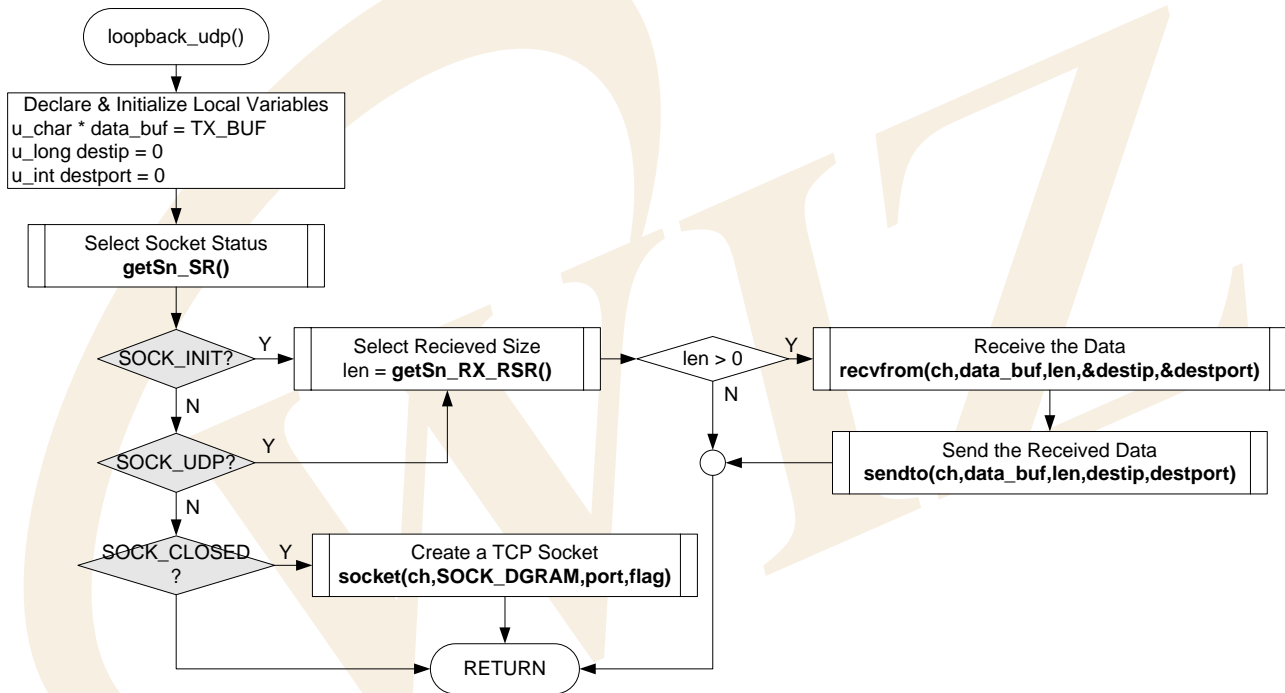 loopback_udp()
Declare & Initialize Local Variables
u_char * data_buf = TX_BUF
u_long destip = 0
u_int destport = 0
Select Socket Status
getSn_SR()
SOCK_INIT?
Y
Select Recieved Size
len = getSn_RX_RSR()
len > 0
Y
Receive the Data
recvfrom(ch,data_buf,len,&destip,&destport)
N
N
SOCK_UDP?
Y
Send the Received Data
sendto(ch,data_buf,len,destip,destport)
N
SOCK_CLOSED
?
Y
Create a TCP Socket
socket(ch,SOCK_DGRAM,port,flag)
RETURN
WIZ